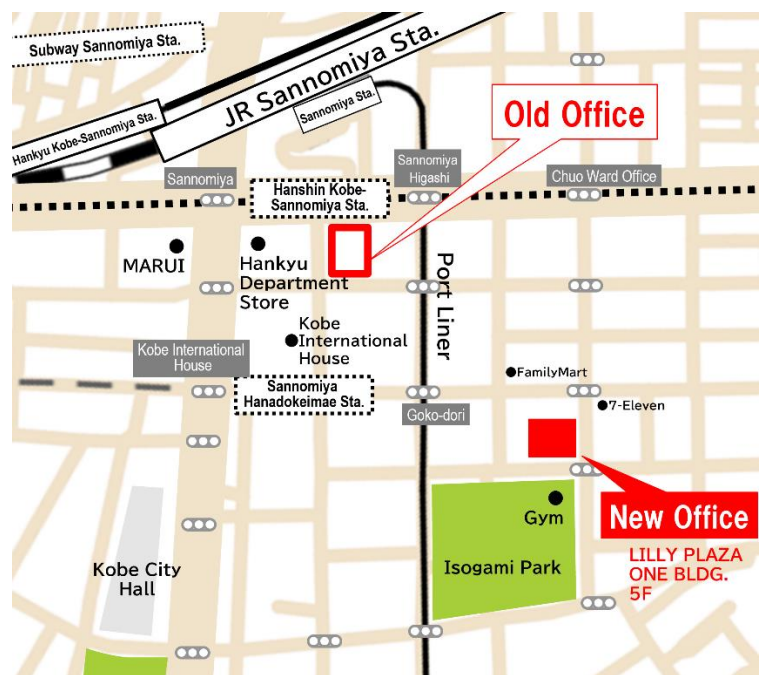 Subway Sannomiya Sta.
JR Sannomiya Sta.
Sannomiya Sta.
Hankyu Kobe-Sannomiya Sta.
Old Office
Sannomiya
Hanshin Kobe-
Sannomiya Sta.
Sannomiya
Higashi
Chuo Ward Office
MARUI
Hankyu
Department
Store
Port Liner
Kobe
International
House
Kobe International
House
Sannomiya
Hanadokeimae Sta.
Goko-dori
FamilyMart
7-Eleven
New Office
LILLY PLAZA
ONE BLDG.
5F
Gym
Isogami Park
Kobe City
Hall